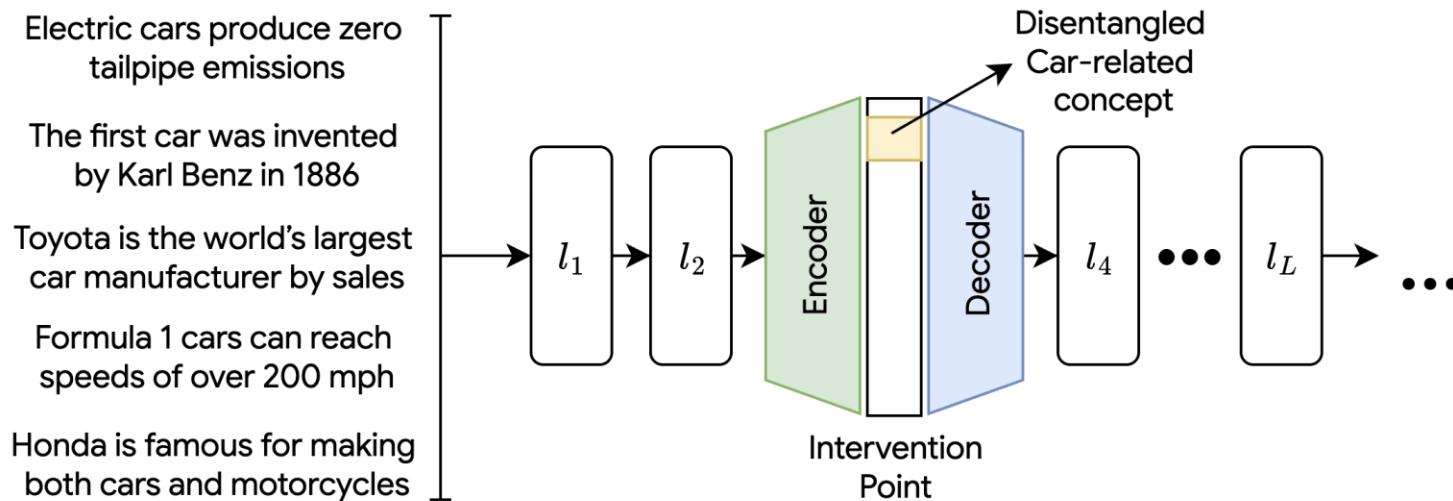 Electric cars produce zero
tailpipe emissions
The first car was invented
by Karl Benz in 1886
Toyota is the world's largest
car manufacturer by sales
Formula 1 cars can reach
speeds of over 200 mph
Honda is famous for making
both cars and motorcycles
l₁
l₂
Encoder
Disentangled
Car-related
concept
Intervention
Point
Decoder
l₄
•••
l_L
•••